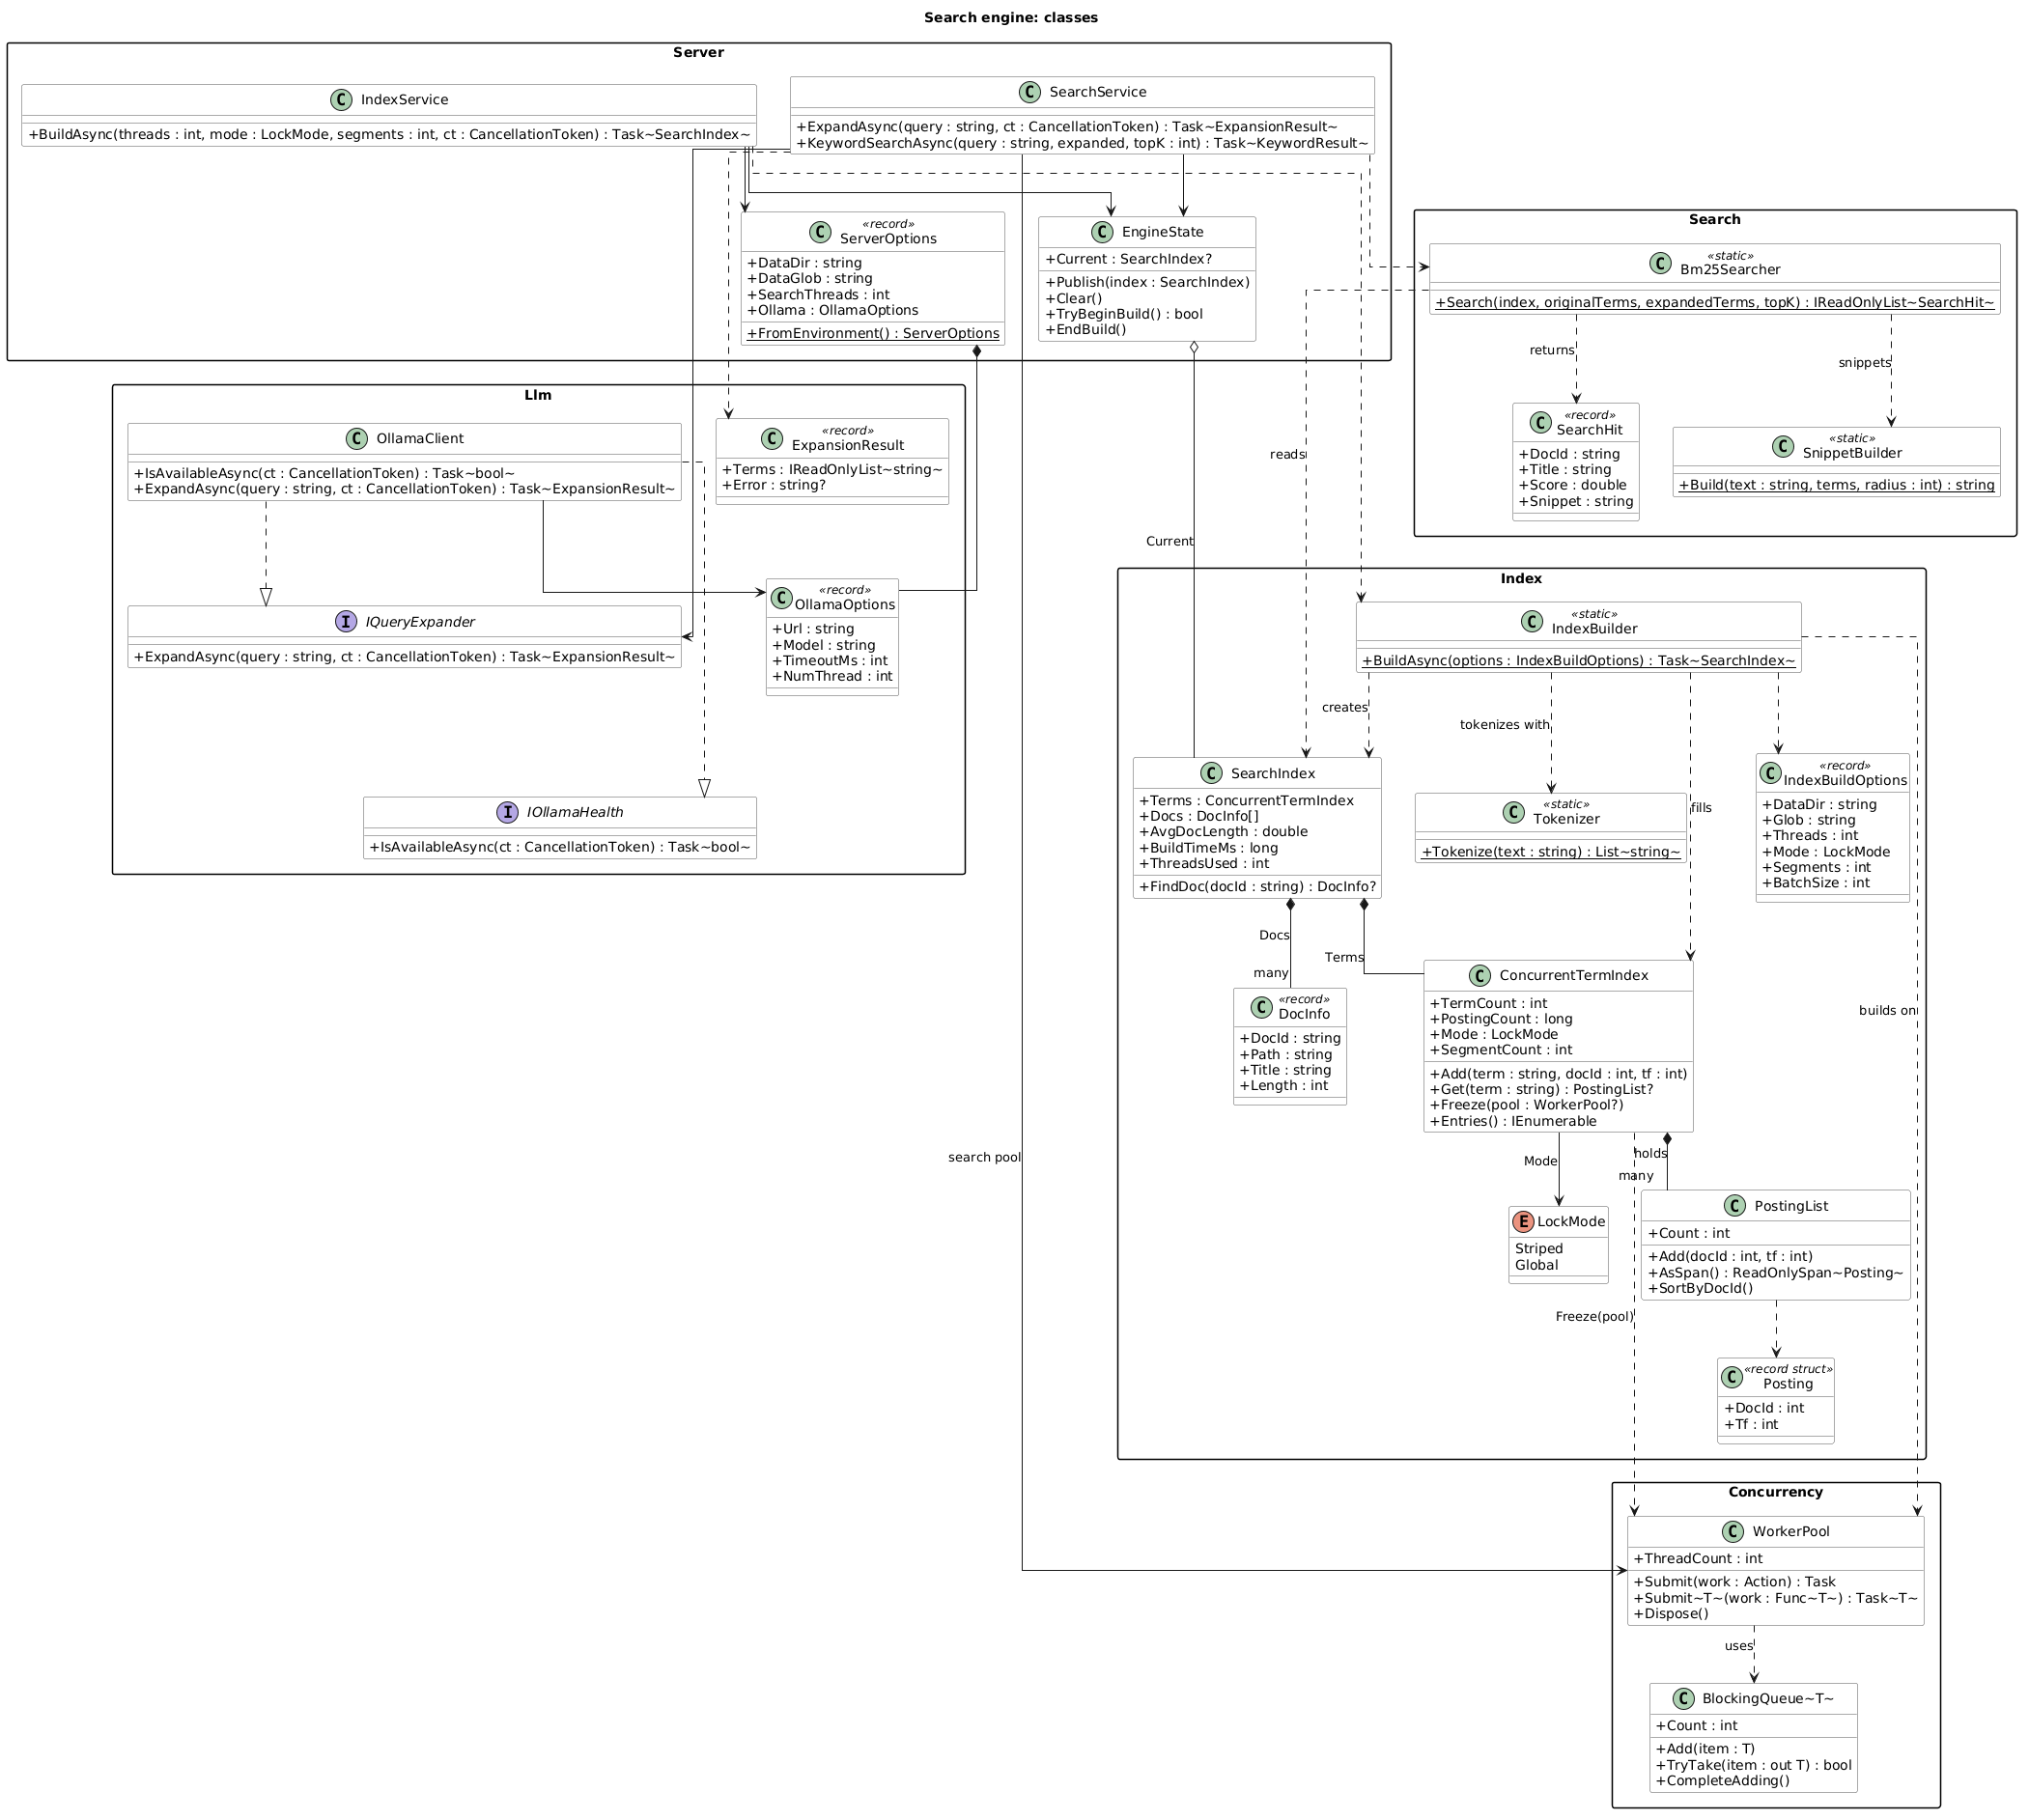 Search engine: classes
Server
C IndexService
+BuildAsync(threads : int, mode : LockMode, segments : int, ct : CancellationToken) : Task~SearchIndex~
C SearchService
+ExpandAsync(query : string, ct : CancellationToken) : Task~ExpansionResult~
+KeywordSearchAsync(query : string, expanded, topK : int) : Task~KeywordResult~
«record»
C ServerOptions
+DataDir : string
+DataGlob : string
+SearchThreads : int
+Ollama : OllamaOptions
+FromEnvironment() : ServerOptions
C EngineState
+Current : SearchIndex?
+Publish(index : SearchIndex)
+Clear()
+TryBeginBuild() : bool
+EndBuild()
Search
«static»
C Bm25Searcher
+Search(index, originalTerms, expandedTerms, topK) : IReadOnlyList~SearchHit~
returns
snippets
«record»
C SearchHit
+DocId : string
+Title : string
+Score : double
+Snippet : string
«static»
C SnippetBuilder
+Build(text : string, terms, radius : int) : string
reads
Current
Llm
C OllamaClient
+IsAvailableAsync(ct : CancellationToken) : Task~bool~
+ExpandAsync(query : string, ct : CancellationToken) : Task~ExpansionResult~
«record»
C ExpansionResult
+Terms : IReadOnlyList~string~
+Error : string?
I IQueryExpander
+ExpandAsync(query : string, ct : CancellationToken) : Task~ExpansionResult~
«record»
C OllamaOptions
+Url : string
+Model : string
+TimeoutMs : int
+NumThread : int
I IOllamaHealth
+IsAvailableAsync(ct : CancellationToken) : Task~bool~
Index
«static»
C IndexBuilder
+BuildAsync(options : IndexBuildOptions) : Task~SearchIndex~
creates
tokenizes with
fills
builds on
C SearchIndex
+Terms : ConcurrentTermIndex
+Docs : DocInfo[]
+AvgDocLength : double
+BuildTimeMs : long
+ThreadsUsed : int
+FindDoc(docId : string) : DocInfo?
«static»
C Tokenizer
+Tokenize(text : string) : List~string~
«record»
C IndexBuildOptions
+DataDir : string
+Glob : string
+Threads : int
+Mode : LockMode
+Segments : int
+BatchSize : int
Docs
many
Terms
«record»
C DocInfo
+DocId : string
+Path : string
+Title : string
+Length : int
C ConcurrentTermIndex
+TermCount : int
+PostingCount : long
+Mode : LockMode
+SegmentCount : int
+Add(term : string, docId : int, tf : int)
+Get(term : string) : PostingList?
+Freeze(pool : WorkerPool?)
+Entries() : IEnumerable
Mode
holds
many
search pool
E LockMode
Striped
Global
C PostingList
+Count : int
+Add(docId : int, tf : int)
+AsSpan() : ReadOnlySpan~Posting~
+SortByDocId()
Freeze(pool)
«record struct»
C Posting
+DocId : int
+Tf : int
Concurrency
C WorkerPool
+ThreadCount : int
+Submit(work : Action) : Task
+Submit~T~(work : Func~T~) : Task~T~
+Dispose()
uses
C BlockingQueue~T~
+Count : int
+Add(item : T)
+TryTake(item : out T) : bool
+CompleteAdding()